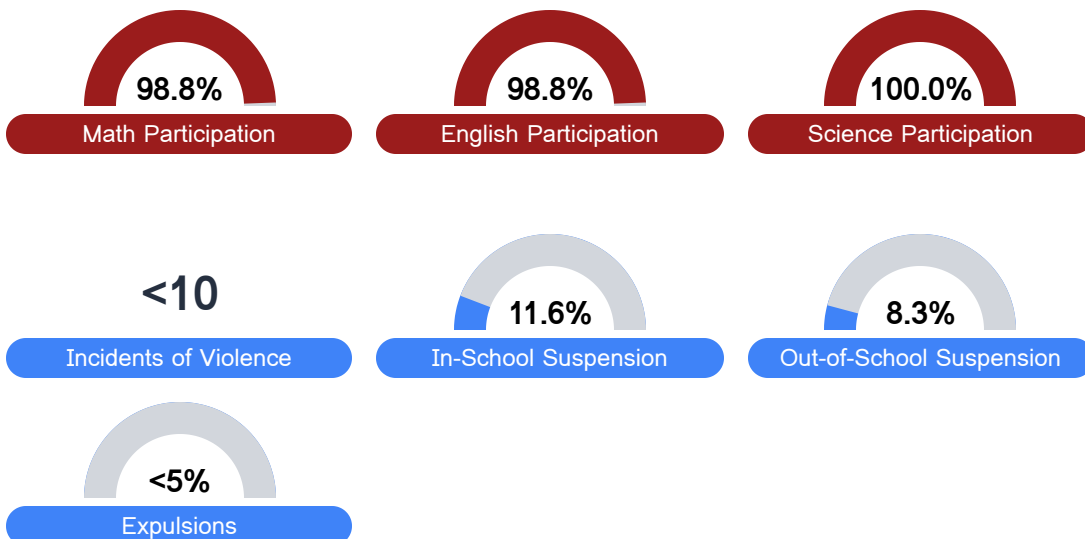 98.8%
Math Participation
98.8%
English Participation
100.0%
Science Participation
<10
Incidents of Violence
11.6%
In-School Suspension
8.3%
Out-of-School Suspension
<5%
Expulsions